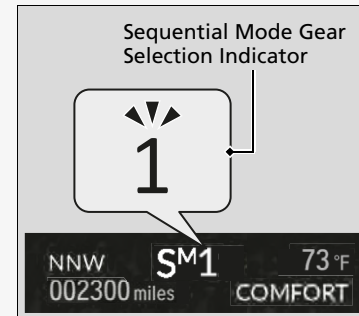 Sequential Mode Gear
Selection Indicator
1
NNW SM1 73 °F
002300 miles COMFORT